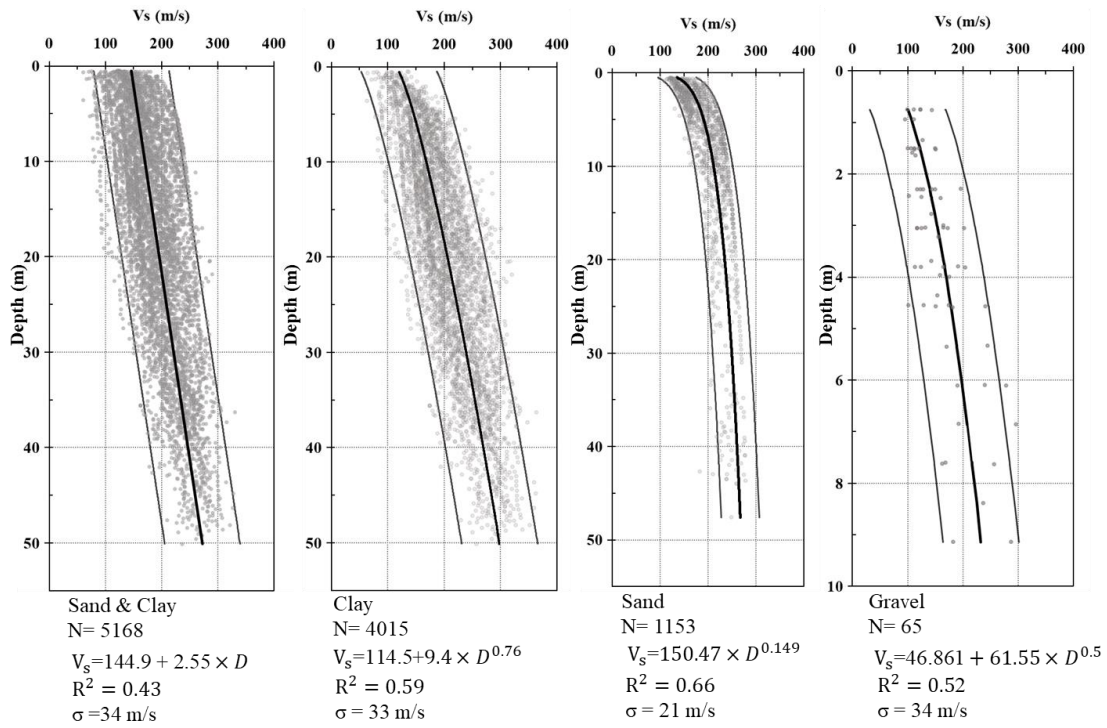 Vs (m/s)
0 100 200 300 400
0
10
20
30
40
50
Depth (m)
Sand & Clay
N= 5168
V_s=144.9 + 2.55 × D
R² = 0.43
σ =34 m/s
Vs (m/s)
0 100 200 300 400
0
10
20
30
40
50
Depth (m)
Clay
N= 4015
V_s=114.5+9.4 × D^0.76
R² = 0.59
σ = 33 m/s
Vs (m/s)
0 100 200 300 400
0
10
20
30
40
50
Depth (m)
Sand
N= 1153
V_s=150.47 × D^0.149
R² = 0.66
σ = 21 m/s
Vs (m/s)
0 100 200 300 400
0
2
4
6
8
10
Depth (m)
Gravel
N= 65
V_s=46.861 + 61.55 × D^0.5
R² = 0.52
σ = 34 m/s